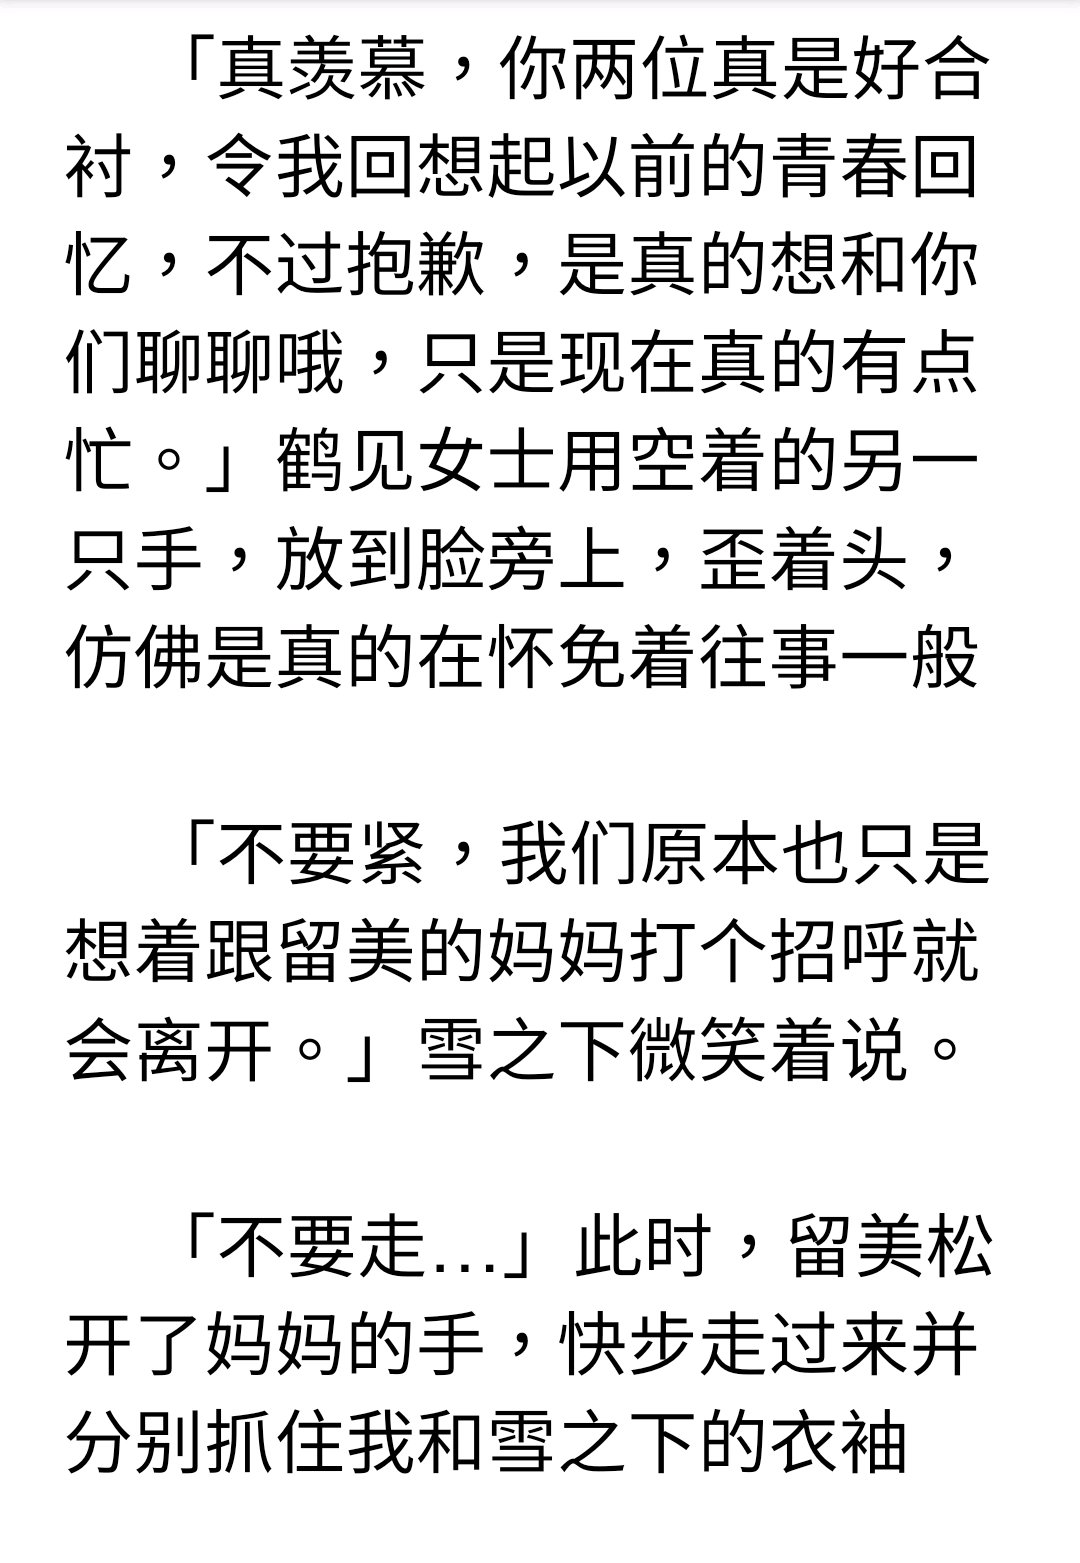 「真羡慕，你两位真是好合
衬，令我回想起以前的青春回
忆，不过抱歉，是真的想和你
们聊聊哦，只是现在真的有点
忙。」鹤见女士用空着的另一
只手，放到脸旁上，歪着头，
仿佛是真的在怀免着往事一般
「不要紧，我们原本也只是
想着跟留美的妈妈打个招呼就
会离开。」雪之下微笑着说。
「不要走...」此时，留美松
开了妈妈的手，快步走过来并
分别抓住我和雪之下的衣袖